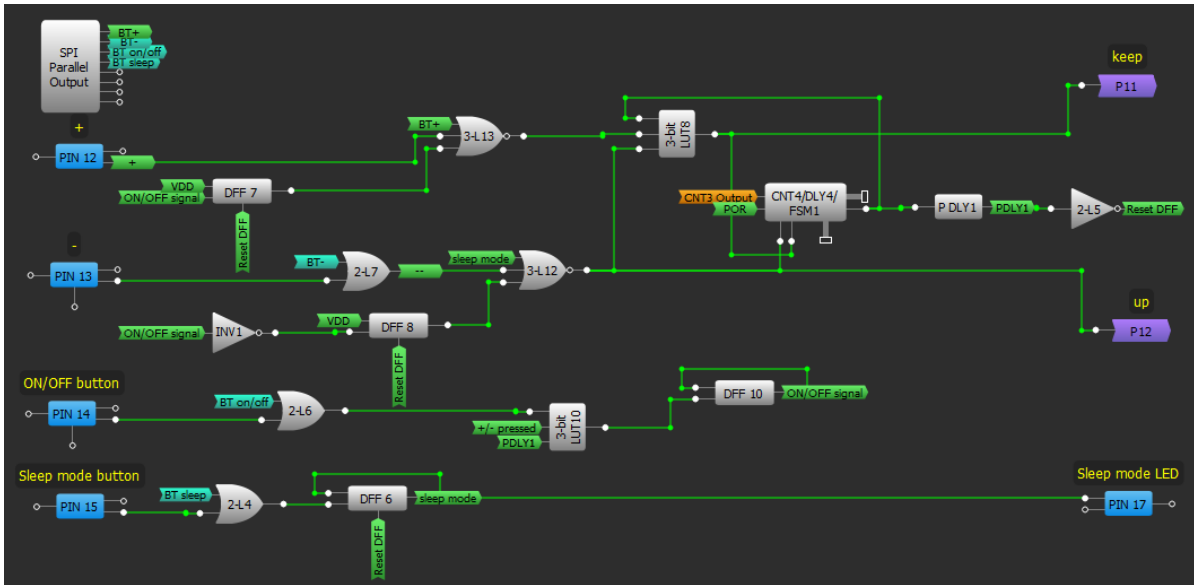 SPI
Parallel
Output
BT+
BT-
BT on/off
BT sleep
+
PIN 12
+
VDD
ON/OFF signal
DFF 7
Reset DFF
BT+
3-L13
3-bit
LUT8
keep
P11
CNT3 Output
POR
CNT4/DLY4/
FSM1
P DLY1
PDLY1
2-L5
Reset DFF
-
PIN 13
BT-
2-L7
--
sleep mode
3-L12
up
P12
ON/OFF signal
INV1
VDD
DFF 8
Reset DFF
ON/OFF button
PIN 14
BT on/off
2-L6
+/- pressed
PDLY1
3-bit
LUT10
DFF 10
ON/OFF signal
Sleep mode button
PIN 15
BT sleep
2-L4
DFF 6
Reset DFF
sleep mode
Sleep mode LED
PIN 17